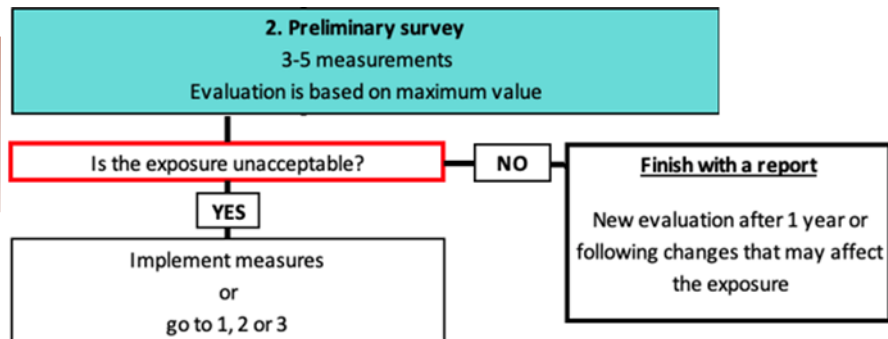 2. Preliminary survey
3-5 measurements
Evaluation is based on maximum value
Is the exposure unacceptable?
NO
YES
Finish with a report
New evaluation after 1 year or
following changes that may affect
the exposure
Implement measures
or
go to 1, 2 or 3